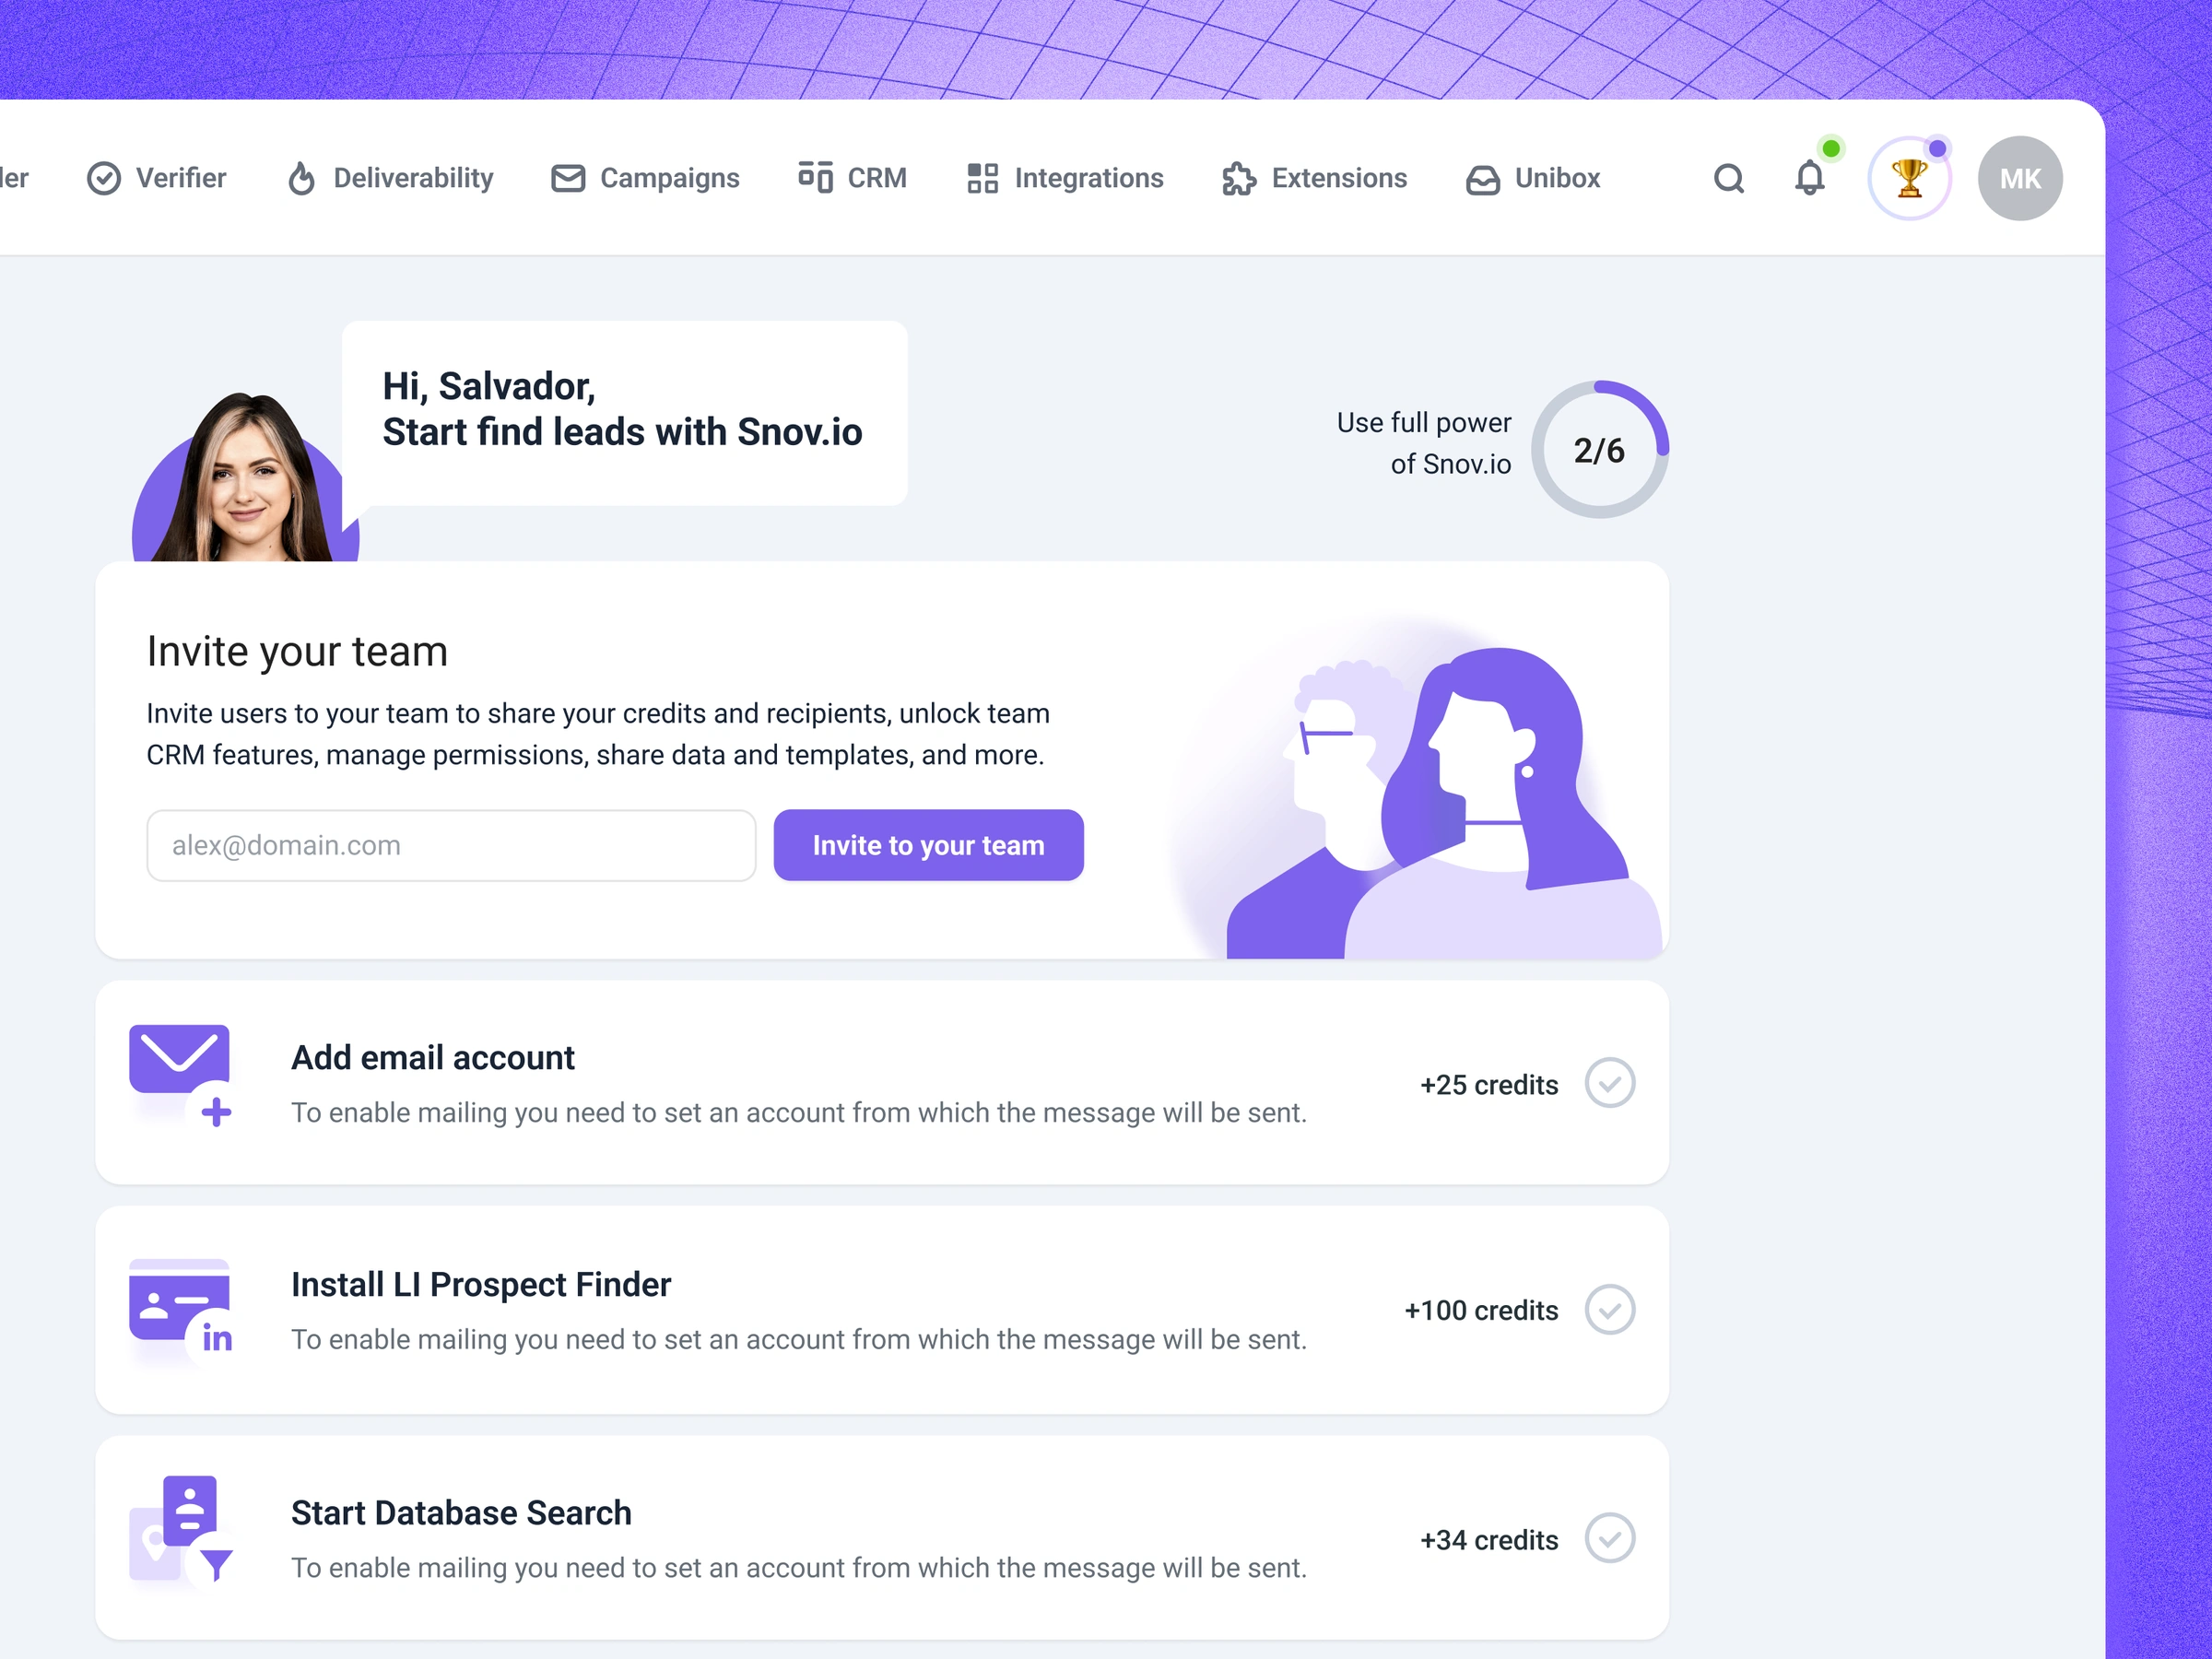 Verifier
Deliverability
Campaigns
CRM
Integrations
Extensions
Unibox
MK
Hi, Salvador,
Start find leads with Snov.io
Use full power
of Snov.io
2/6
Invite your team
Invite users to your team to share your credits and recipients, unlock team
CRM features, manage permissions, share data and templates, and more.
alex@domain.com
Invite to your team
Add email account
To enable mailing you need to set an account from which the message will be sent.
+25 credits
in
Install LI Prospect Finder
To enable mailing you need to set an account from which the message will be sent.
+100 credits
Start Database Search
To enable mailing you need to set an account from which the message will be sent.
+34 credits